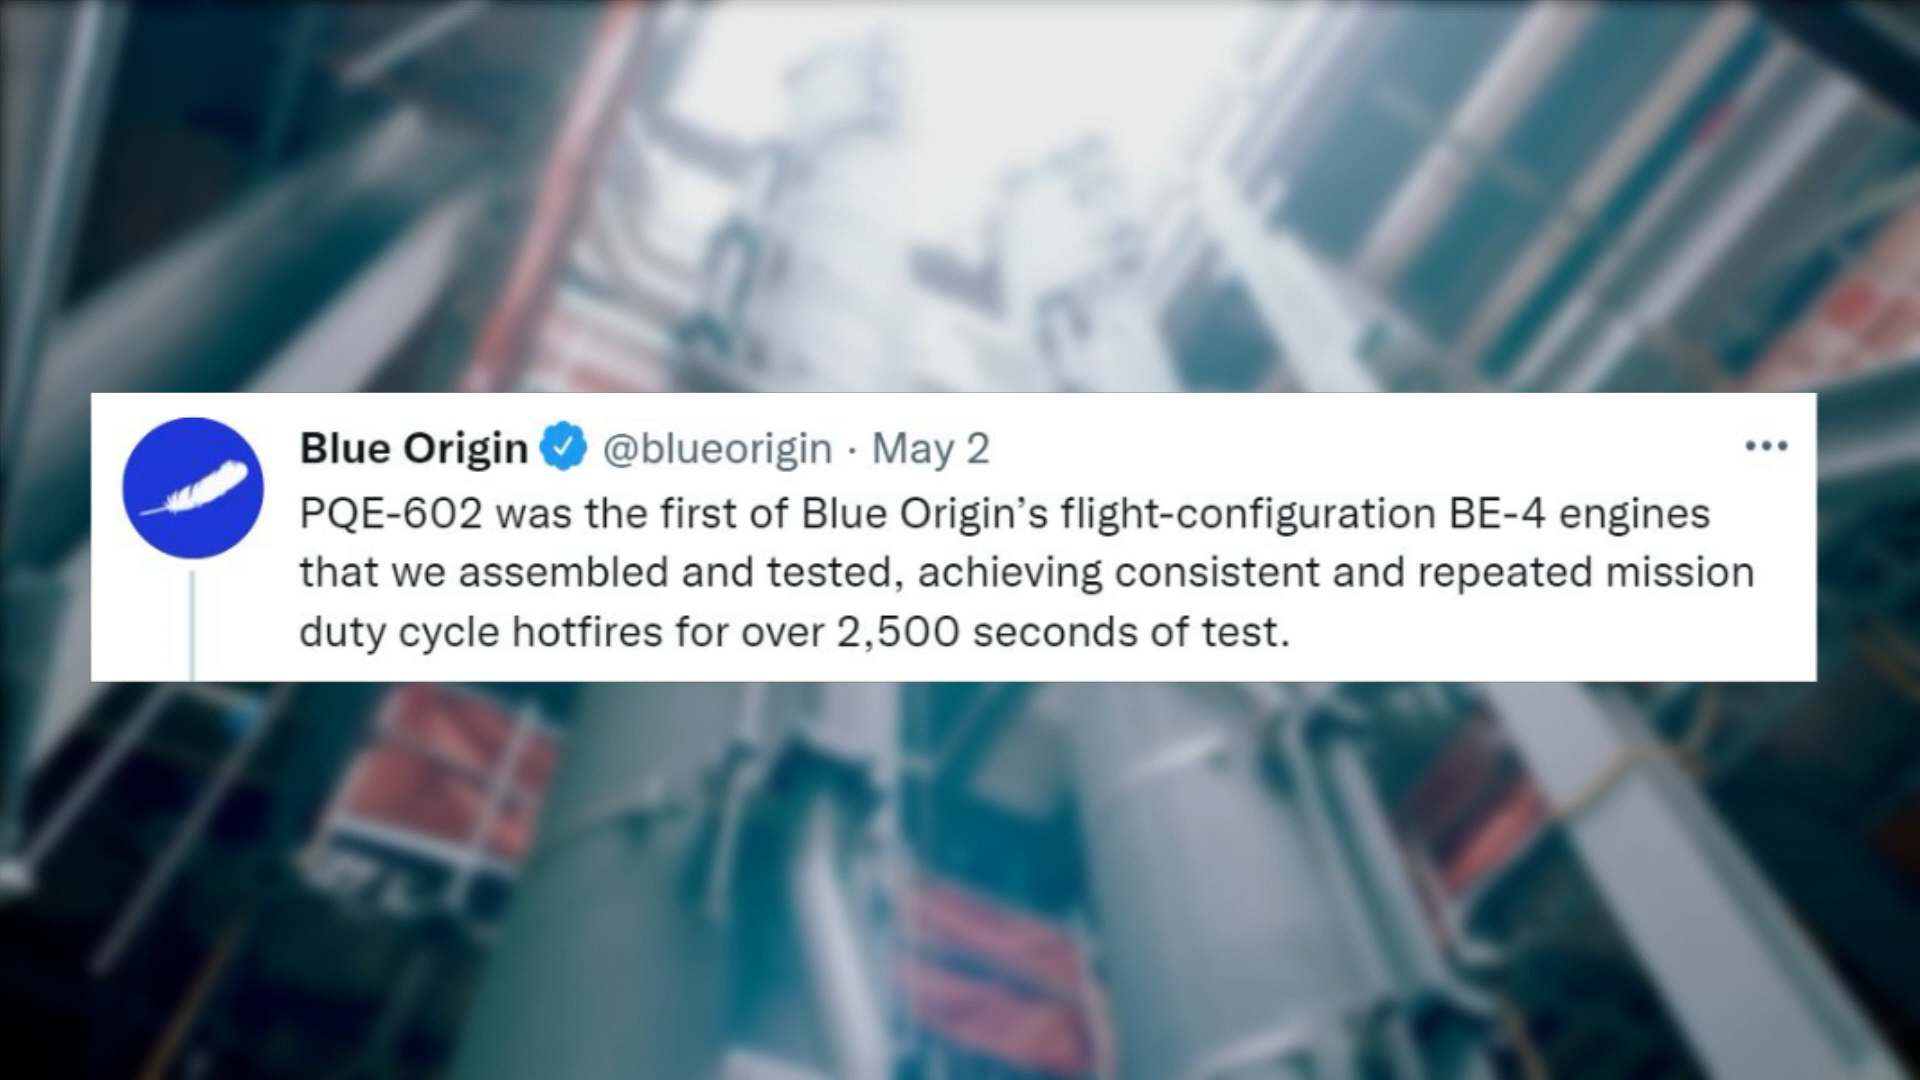 Blue Origin @blueorigin · May 2
PQE-602 was the first of Blue Origin’s flight-configuration BE-4 engines
that we assembled and tested, achieving consistent and repeated mission
duty cycle hotfires for over 2,500 seconds of test.